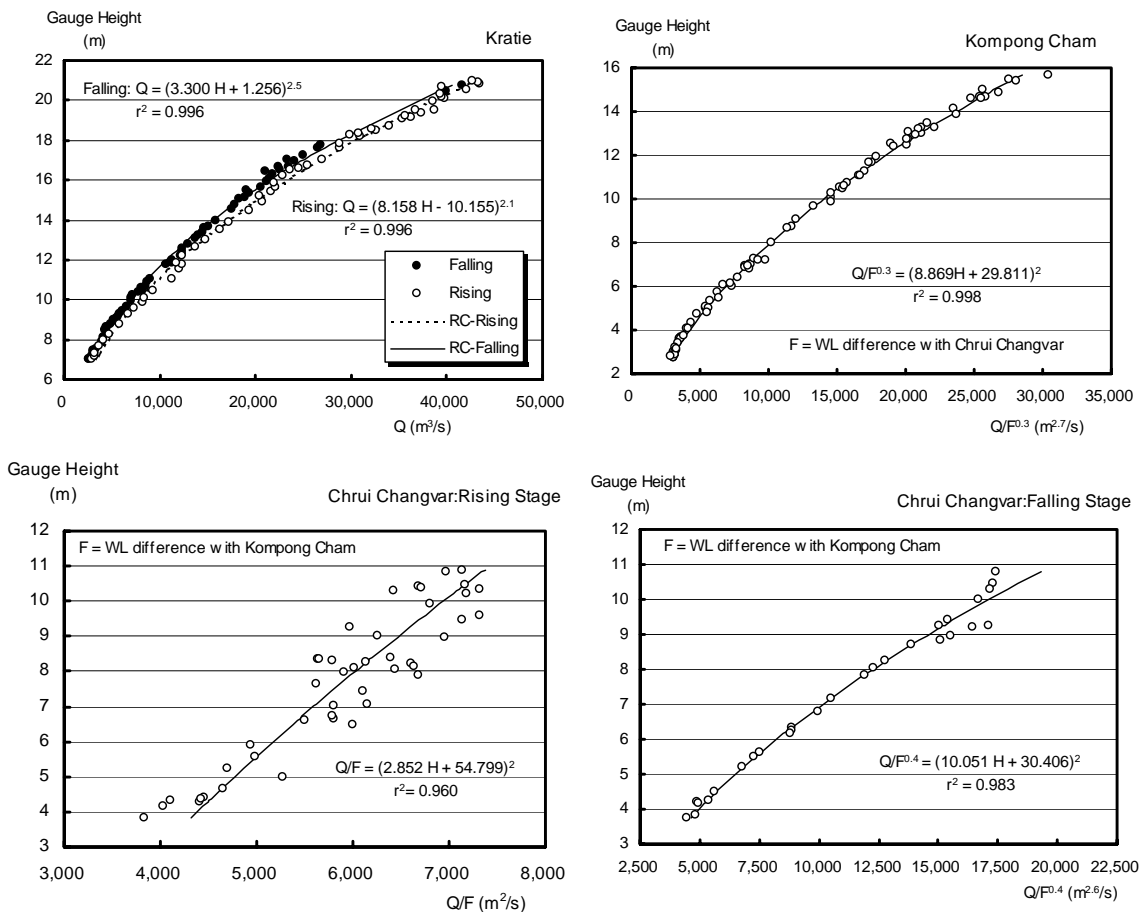 Gauge Height
(m)
Kratie
22
20
18
16
14
12
10
8
6
Falling: Q = (3.300 H + 1.256)^2.5
r² = 0.996
Rising: Q = (8.158 H - 10.155)^2.1
r² = 0.996
Falling
Rising
RC-Rising
RC-Falling
0 10,000 20,000 30,000 40,000 50,000
Q (m³/s)
Gauge Height
(m)
Kompong Cham
16
14
12
10
8
6
4
2
Q/F^0.3 = (8.869H + 29.811)²
r² = 0.998
F = WL difference with Chrui Changvar
0 5,000 10,000 15,000 20,000 25,000 30,000 35,000
Q/F^0.3 (m^2.7/s)
Gauge Height
(m)
Chrui Changvar:Rising Stage
12
11
10
9
8
7
6
5
4
3
F = WL difference with Kompong Cham
Q/F = (2.852 H + 54.799)²
r² = 0.960
3,000 4,000 5,000 6,000 7,000 8,000
Q/F (m²/s)
Gauge Height
(m)
Chrui Changvar:Falling Stage
12
11
10
9
8
7
6
5
4
3
F = WL difference with Kompong Cham
Q/F^0.4 = (10.051 H + 30.406)²
r² = 0.983
2,500 5,000 7,500 10,000 12,500 15,000 17,500 20,000 22,500
Q/F^0.4 (m^2.6/s)